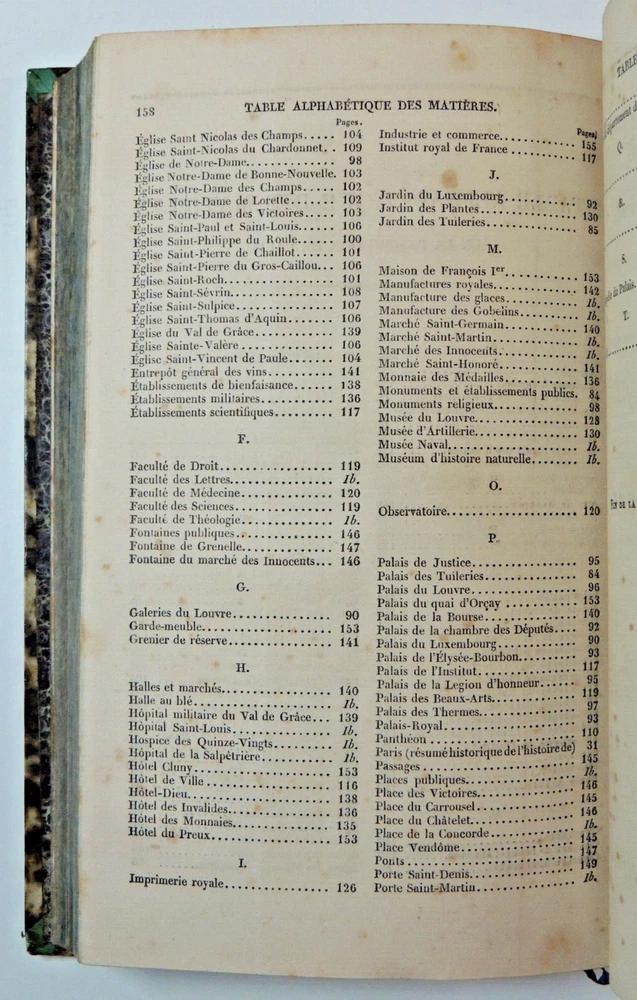 158
TABLE ALPHABÉTIQUE DES MATIÈRES.
Pages.
Église Saint Nicolas des Champs..... 104
Église Saint-Nicolas du Chardonnet. . 109
Église de Notre-Dame............... 98
Église Notre-Dame de Bonne-Nouvelle. 103
Église Notre-Dame des Champs..... 102
Église Notre-Dame de Lorette....... 102
Église Notre-Dame des Victoires..... 103
Église Saint-Paul et Saint-Louis..... 106
Église Saint-Philippe du Roule...... 100
Église Saint-Pierre de Chaillot...... 101
Église Saint-Pierre du Gros-Caillou... 106
Église Saint-Roch.................. 101
Église Saint-Sévrin................. 108
Église Saint-Sulpice................ 107
Église Saint-Thomas d'Aquin....... 106
Église du Val de Grâce............. 139
Église Sainte-Valère ............... 106
Église Saint-Vincent de Paule....... 104
Entrepôt général des vins........... 141
Établissements de bienfaisance...... 138
Établissements militaires........... 136
Établissements scientifiques......... 117
F.
Faculté de Droit................ 119
Faculté des Lettres................. Ib.
Faculté de Médecine............... 120
Faculté des Sciences............... 119
Faculté de Théologie............... Ib.
Fontaines publiques................ 146
Fontaine de Grenelle............... 147
Fontaine du marché des Innocents... 146
G.
Galeries du Louvre............... 90
Garde-meuble.................... 153
Grenier de réserve................ 141
H.
Halles et marchés................. 140
Halle au blé..................... Ib.
Hôpital militaire du Val de Grâce... 139
Hôpital Saint-Louis............... Ib.
Hospice des Quinze-Vingts......... Ib.
Hôpital de la Salpêtrière........... Ib.
Hôtel Cluny..................... 153
Hôtel de Ville ................... 116
Hôtel-Dieu...................... 138
Hôtel des Invalides................ 136
Hôtel des Monnaies............... 135
Hôtel du Preux................... 153
I.
Imprimerie royale................ 126
Pages
Industrie et commerce........... 155
Institut royal de France .......... 117
J.
Jardin du Luxembourg............ 92
Jardin des Plantes................ 130
Jardin des Tuileries............... 85
M.
Maison de François Ier............ 153
Manufactures royales.............. 142
Manufacture des glaces............ Ib.
Manufacture des Gobelins.......... Ib.
Marché Saint-Germain............ 140
Marché Saint-Martin.............. Ib.
Marché des Innocents............. Ib.
Marché Saint-Honoré............. 141
Monnaie des Médailles............ 136
Monuments et établissements publics. 84
Monuments religieux.............. 98
Musée du Louvre................ 128
Musée d'Artillerie................ 130
Musée Naval.................... Ib.
Muséum d'histoire naturelle........ Ib.
O.
Observatoire.................... 120
P.
Palais de Justice................ 95
Palais des Tuileries............... 84
Palais du Louvre................. 96
Palais du quai d'Orçay ........... 153
Palais de la Bourse............... 140
Palais de la chambre des Députés.... 92
Palais du Luxembourg............ 90
Palais de l'Élysée-Bourbon......... 93
Palais de l'Institut................ 117
Palais de la Legion d'honneur...... 95
Palais des Beaux-Arts............. 119
Palais des Thermes............... 97
Palais-Royal.................... 93
Panthéon ...................... 110
Paris (résumé historique de l'histoire de) 31
Passages ...................... 145
Places publiques................. Ib.
Place des Victoires............... 146
Place du Carrousel............... 145
Place du Châtelet................ 146
Place de la Concorde............. Ib.
Place Vendôme.................. 145
Ponts ......................... 147
Porte Saint-Denis................ 149
Porte Saint-Martin............... Ib.
TABLE
Q.
R.
S.
Palais.
T.
FIN DE LA